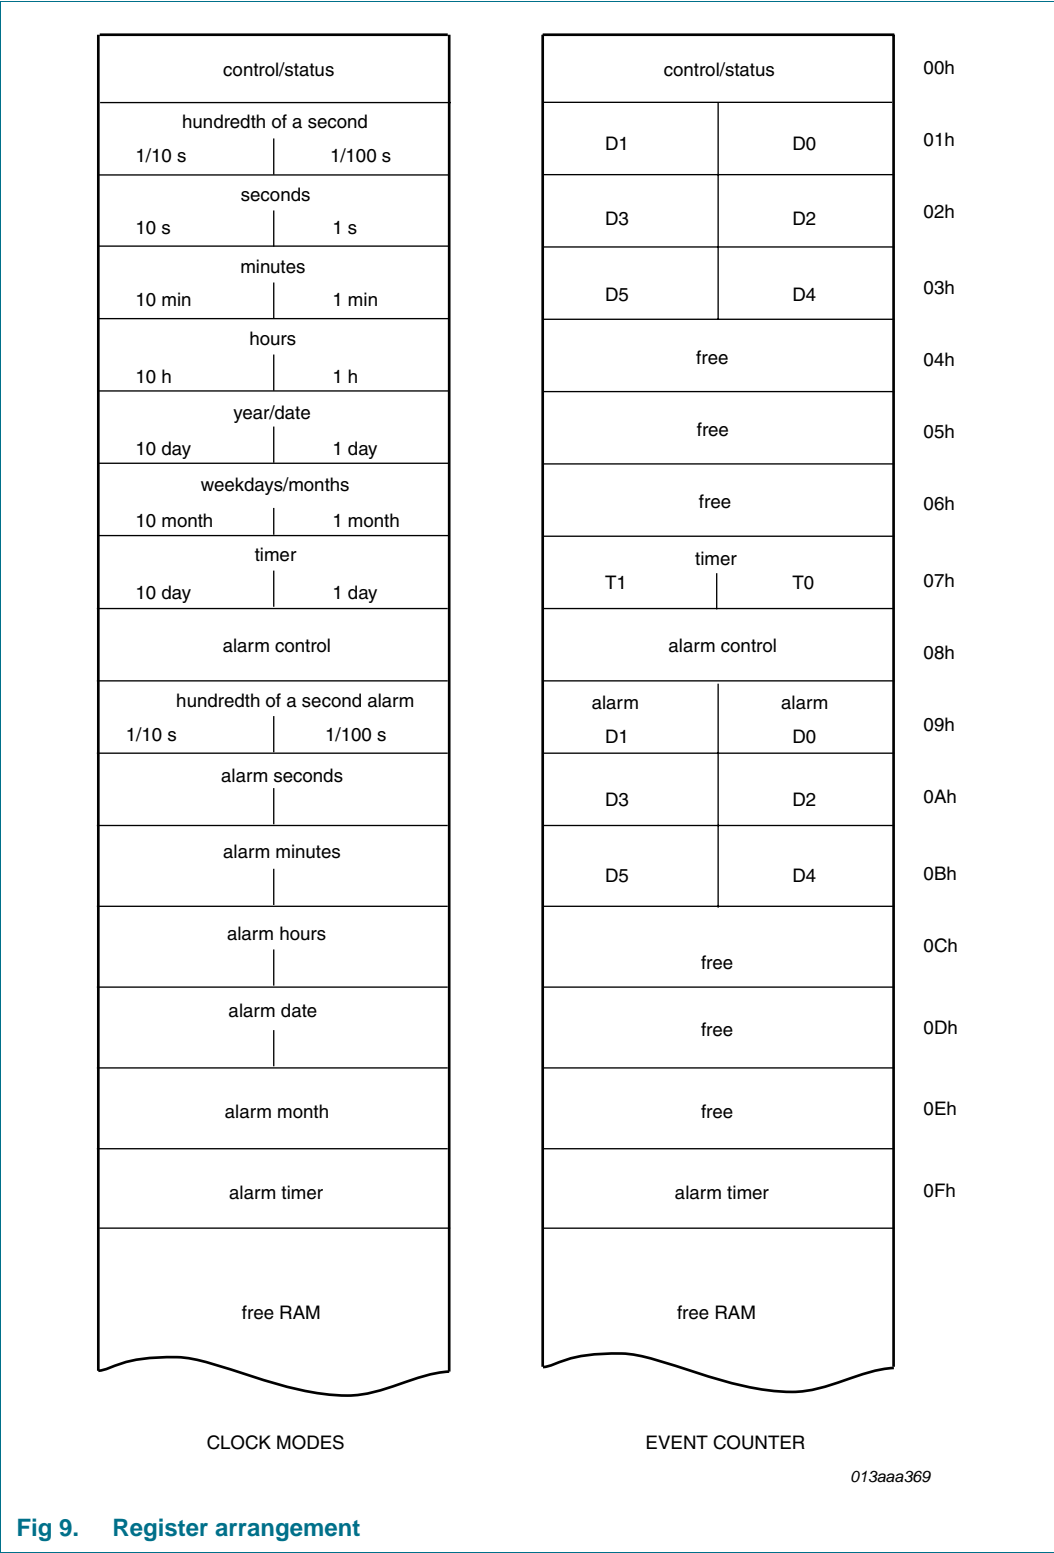 control/status control/status 00h
hundredth of a second
1/10 s 1/100 s D1 D0 01h
seconds
10 s 1 s D3 D2 02h
minutes
10 min 1 min D5 D4 03h
hours
10 h 1 h free 04h
year/date
10 day 1 day free 05h
weekdays/months
10 month 1 month free 06h
timer timer
10 day 1 day T1 T0 07h
alarm control alarm control 08h
hundredth of a second alarm alarm alarm
1/10 s 1/100 s D1 D0 09h
alarm seconds
D3 D2 0Ah
alarm minutes
D5 D4 0Bh
alarm hours
free 0Ch
alarm date
free 0Dh
alarm month free 0Eh
alarm timer alarm timer 0Fh
free RAM free RAM
CLOCK MODES EVENT COUNTER
013aaa369
Fig 9. Register arrangement